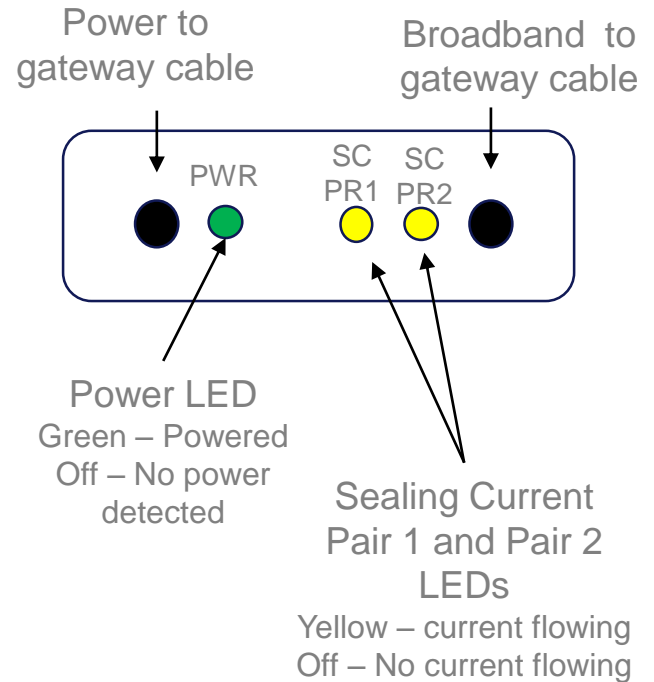 Power to
gateway cable
Broadband to
gateway cable
PWR
SC
PR1
SC
PR2
Power LED
Green – Powered
Off – No power
detected
Sealing Current
Pair 1 and Pair 2
LEDs
Yellow – current flowing
Off – No current flowing